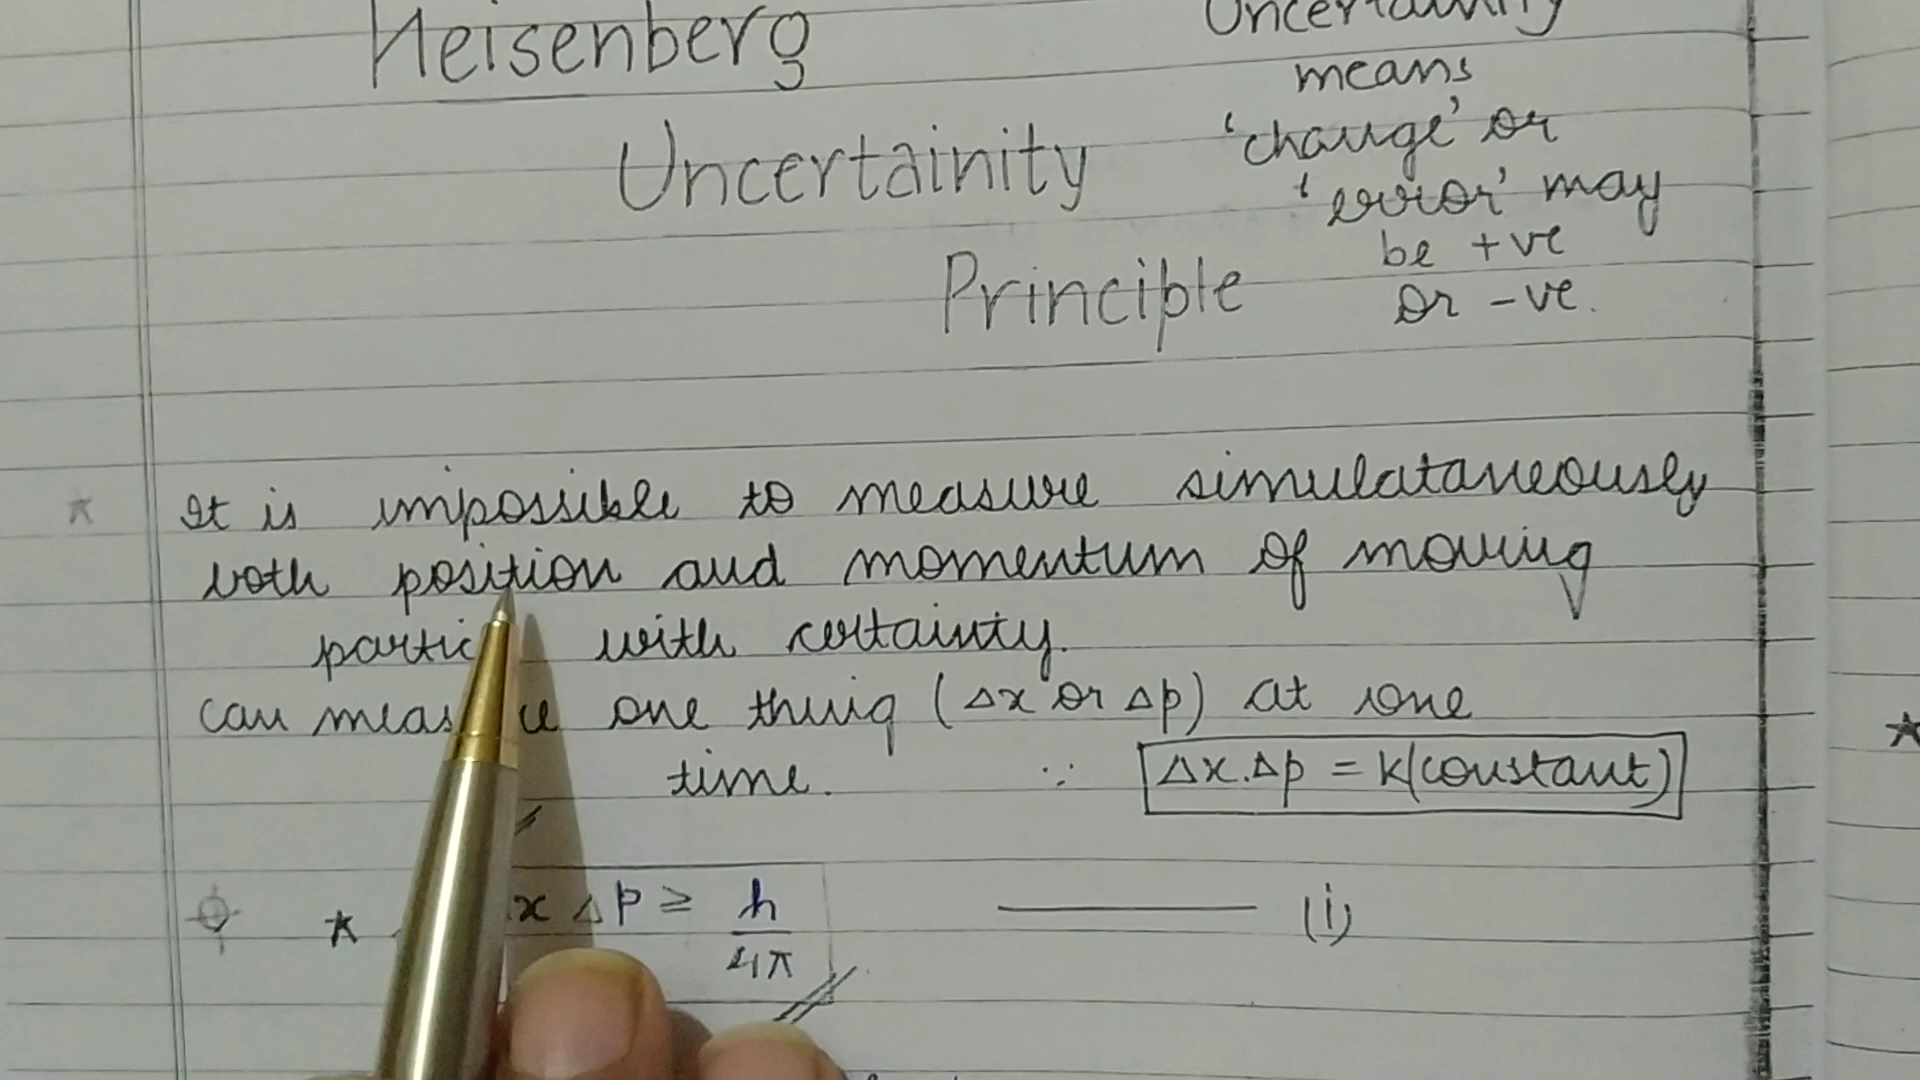 Heisenberg
Uncertainity
Principle
Uncertainity
means
'change' or
'error' may
be +ve
or -ve.
It is impossible to measure simulataneously
both position and momentum of moving
with certainty.
can one thing (Δx or Δp) at one
time. ∵ Δx.Δp = K(constant)
x Δp ≥ h/4π (i)